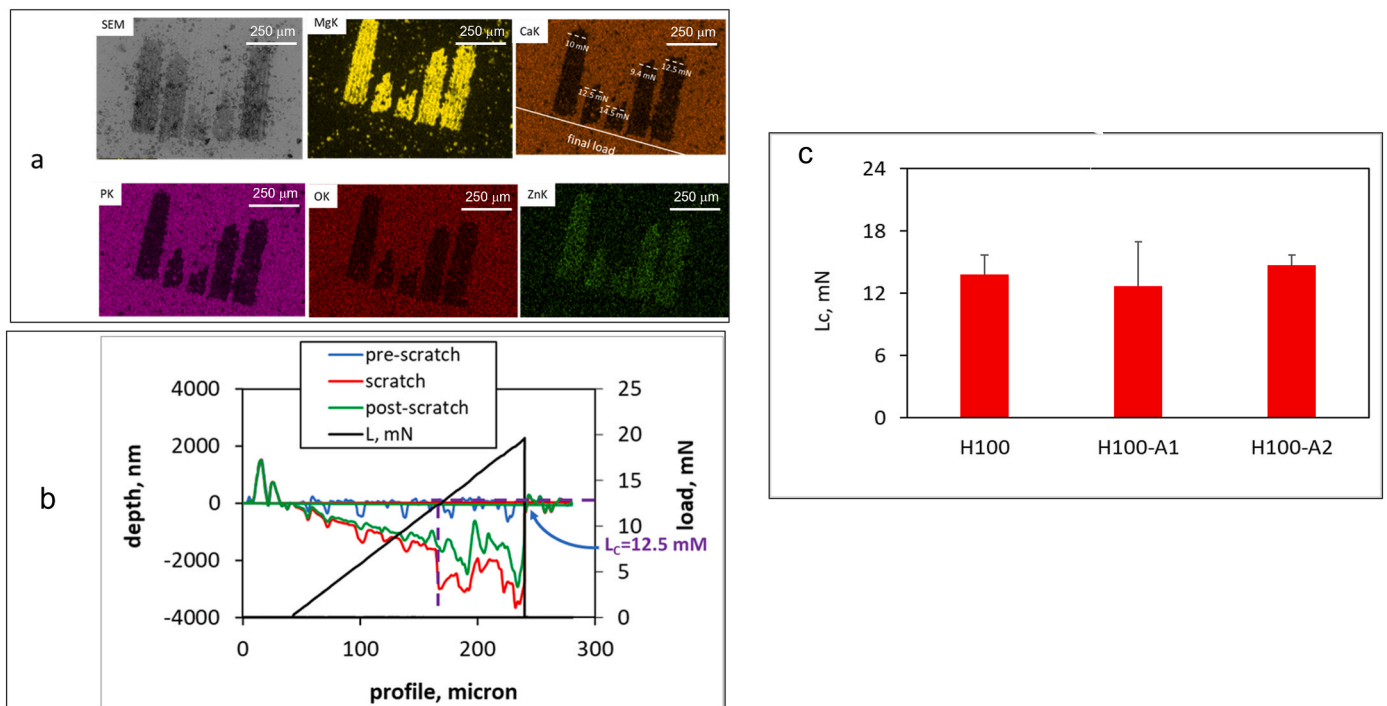 a
SEM
250 μm
MgK
250 μm
CaK
250 μm
10 mN
12.5 mN
14.5 mN
9.4 mN
12.5 mN
final load
PK
250 μm
OK
250 μm
ZnK
250 μm
b
pre-scratch
scratch
post-scratch
L, mN
4000
2000
0
-2000
-4000
depth, nm
25
20
15
10
5
0
load, mN
L_C=12.5 mM
0
100
200
300
profile, micron
c
24
18
12
6
0
Lc, mN
H100
H100-A1
H100-A2